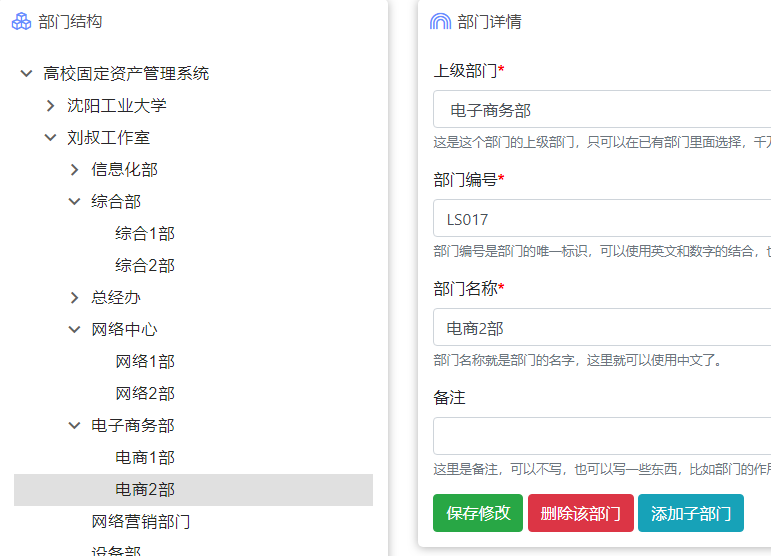 部门结构
高校固定资产管理系统
沈阳工业大学
刘叔工作室
信息化部
综合部
综合1部
综合2部
总经办
网络中心
网络1部
网络2部
电子商务部
电商1部
电商2部
网络营销部门
设备部
部门详情
上级部门*
电子商务部
这是这个部门的上级部门，只可以在已有部门里面选择，千万
部门编号*
LS017
部门编号是部门的唯一标识，可以使用英文和数字的结合，也
部门名称*
电商2部
部门名称就是部门的名字，这里就可以使用中文了。
备注
这里是备注，可以不写，也可以写一些东西，比如部门的作用
保存修改 删除该部门 添加子部门